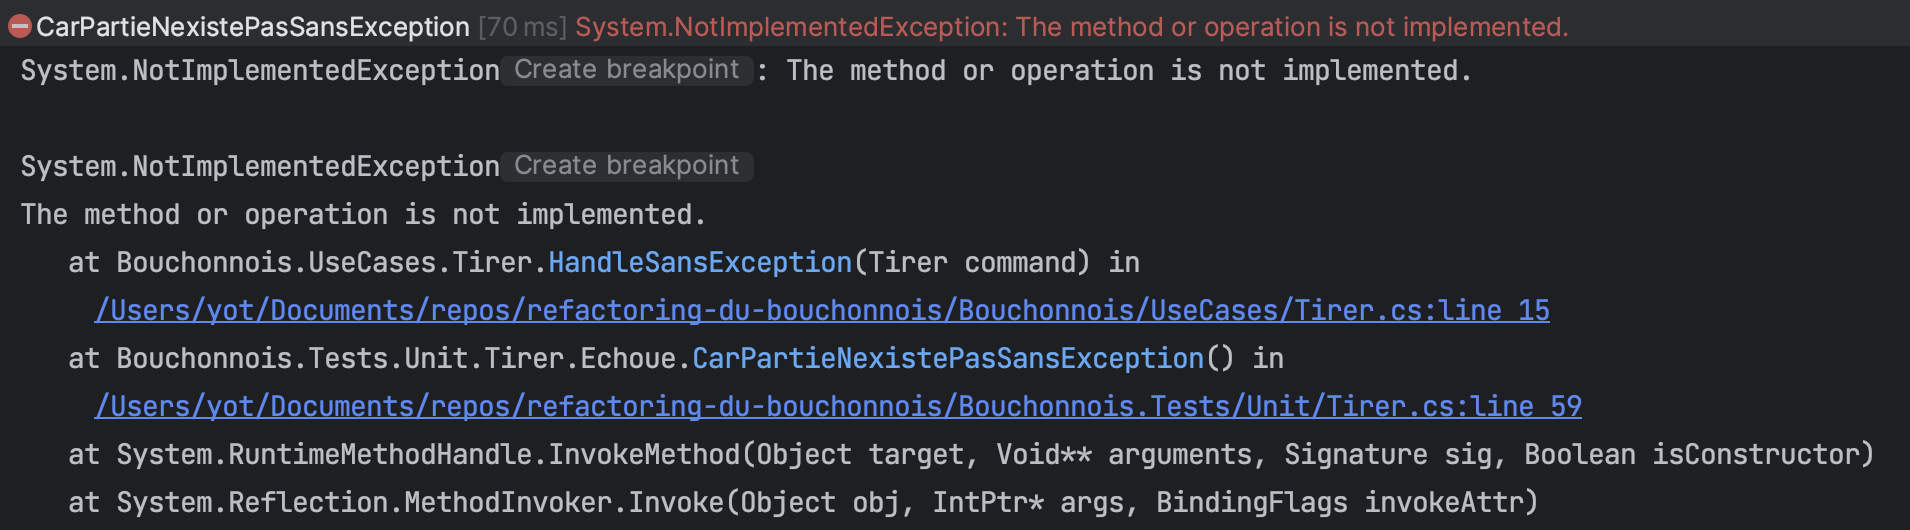 CarPartieNexistePasSansException [70 ms] System.NotImplementedException: The method or operation is not implemented.
System.NotImplementedException Create breakpoint : The method or operation is not implemented.
System.NotImplementedException Create breakpoint
The method or operation is not implemented.
at Bouchonnois.UseCases.Tirer.HandleSansException(Tirer command) in
/Users/yot/Documents/repos/refactoring-du-bouchonnois/Bouchonnois/UseCases/Tirer.cs:line 15
at Bouchonnois.Tests.Unit.Tirer.Echoue.CarPartieNexistePasSansException() in
/Users/yot/Documents/repos/refactoring-du-bouchonnois/Bouchonnois.Tests/Unit/Tirer.cs:line 59
at System.RuntimeMethodHandle.InvokeMethod(Object target, Void** arguments, Signature sig, Boolean isConstructor)
at System.Reflection.MethodInvoker.Invoke(Object obj, IntPtr* args, BindingFlags invokeAttr)